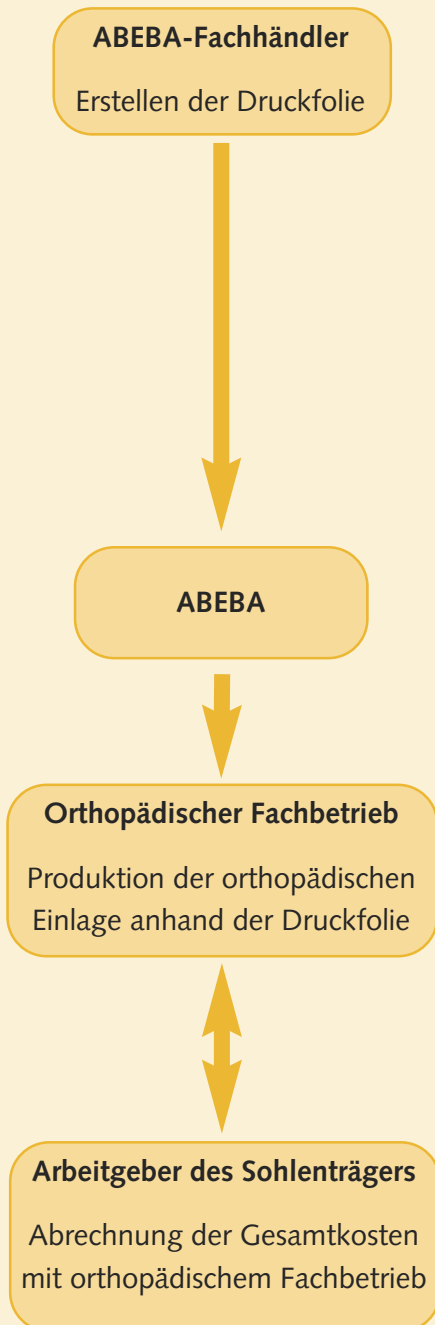 ABEBA-Fachhändler
Erstellen der Druckfolie
ABEBA
Orthopädischer Fachbetrieb
Produktion der orthopädischen
Einlage anhand der Druckfolie
Arbeitgeber des Sohlenträgers
Abrechnung der Gesamtkosten
mit orthopädischem Fachbetrieb